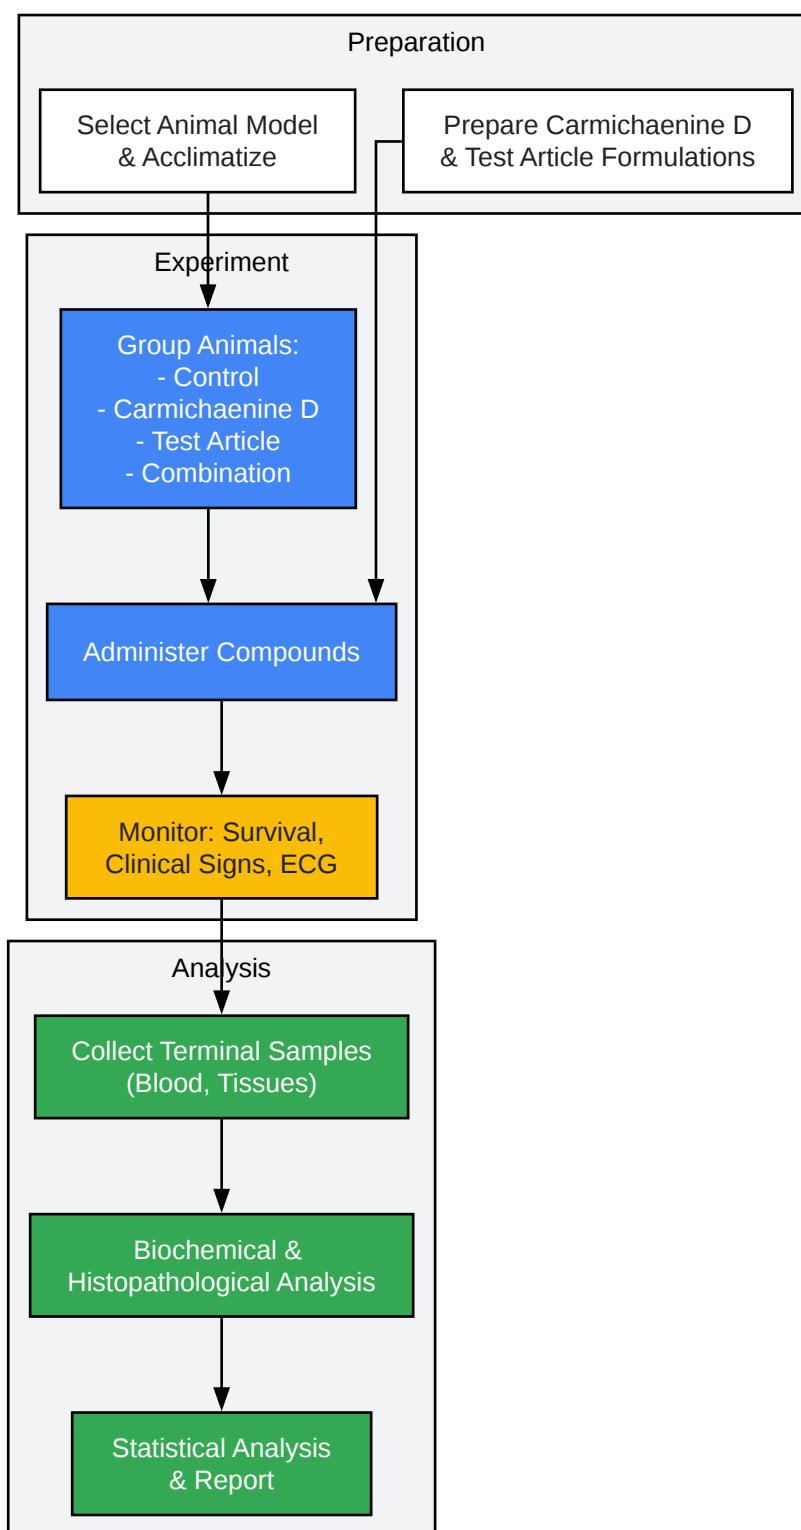 Preparation
Select Animal Model
& Acclimatize
Prepare Carmichaenine D
& Test Article Formulations
Experiment
Group Animals:
- Control
- Carmichaenine D
- Test Article
- Combination
Administer Compounds
Monitor: Survival,
Clinical Signs, ECG
Analysis
Collect Terminal Samples
(Blood, Tissues)
Biochemical &
Histopathological Analysis
Statistical Analysis
& Report